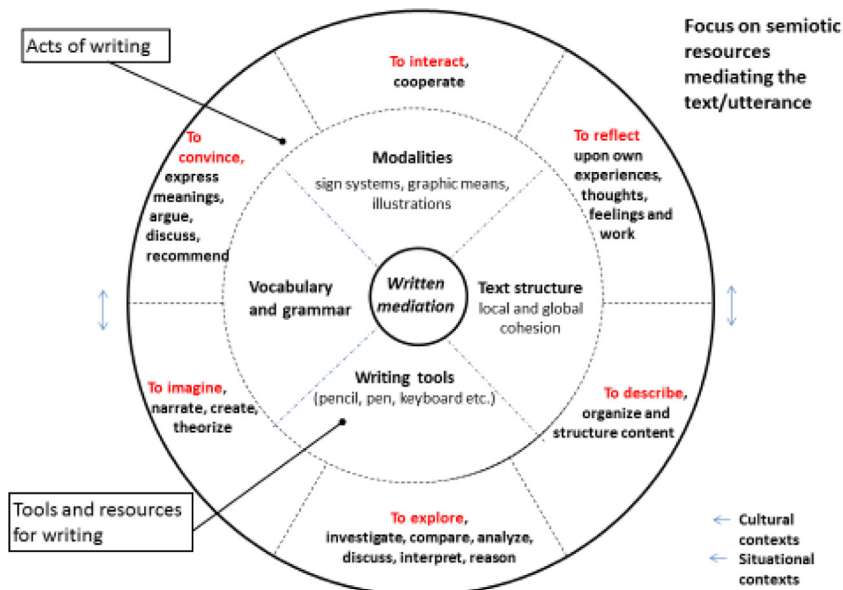 Acts of writing
Focus on semiotic
resources
mediating the
text/utterance
To interact,
cooperate
To
convince,
express
meanings,
argue,
discuss,
recommend
To reflect
upon own
experiences,
thoughts,
feelings and
work
Modalities
sign systems, graphic means,
illustrations
Vocabulary
and grammar
Written
mediation
Text structure
local and global
cohesion
Writing tools
(pencil, pen, keyboard etc.)
To imagine,
narrate, create,
theorize
To describe,
organize and
structure content
To explore,
investigate, compare, analyze,
discuss, interpret, reason
Tools and resources
for writing
Cultural
contexts
Situational
contexts